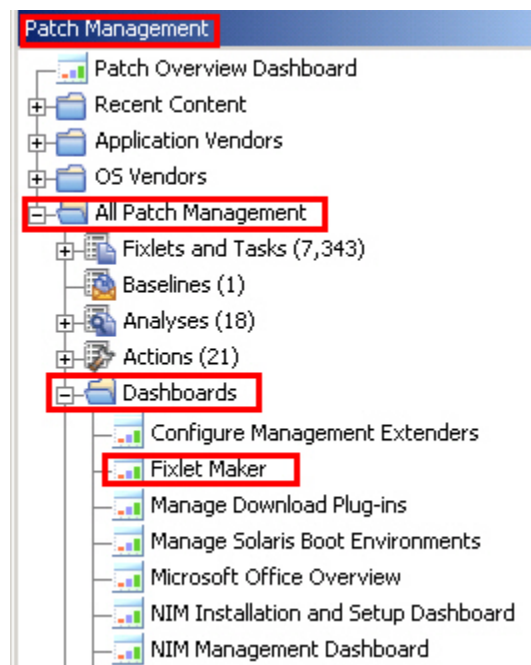 Patch Management
Patch Overview Dashboard
Recent Content
Application Vendors
OS Vendors
All Patch Management
Fixlets and Tasks (7,343)
Baselines (1)
Analyses (18)
Actions (21)
Dashboards
Configure Management Extenders
Fixlet Maker
Manage Download Plug-ins
Manage Solaris Boot Environments
Microsoft Office Overview
NIM Installation and Setup Dashboard
NIM Management Dashboard